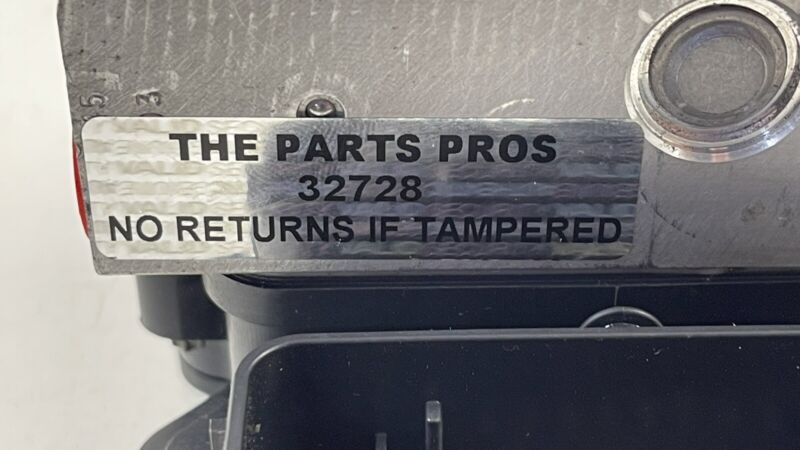 THE PARTS PROS
32728
NO RETURNS IF TAMPERED